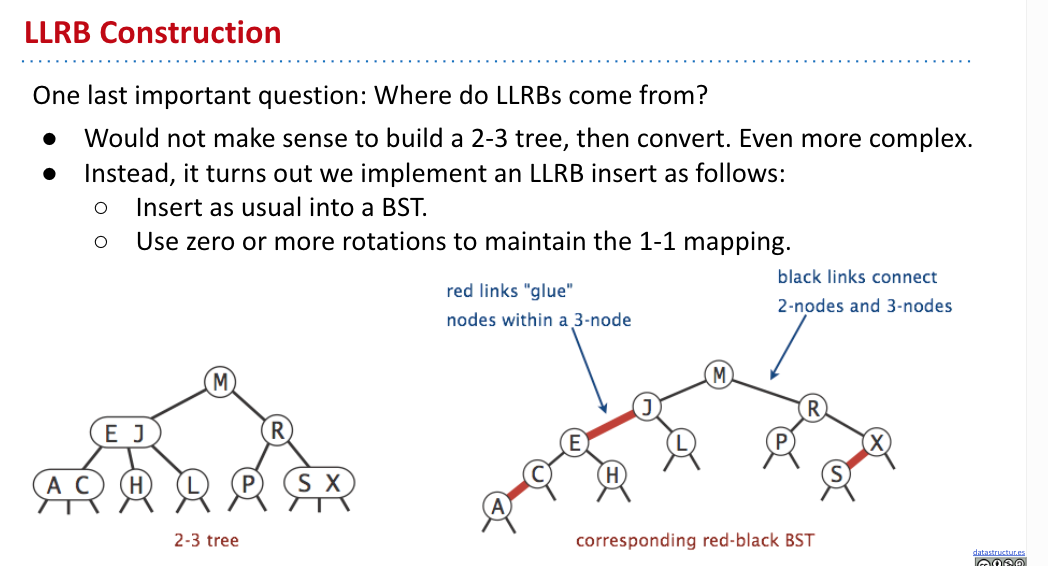 LLRB Construction
One last important question: Where do LLRBs come from?
● Would not make sense to build a 2-3 tree, then convert. Even more complex.
● Instead, it turns out we implement an LLRB insert as follows:
○ Insert as usual into a BST.
○ Use zero or more rotations to maintain the 1-1 mapping.
red links "glue"
nodes within a 3-node
black links connect
2-nodes and 3-nodes
M
E J
R
A C
H
L
P
S X
2-3 tree
M
J
R
E
L
P
X
C
H
S
A
corresponding red-black BST
datastructur.es